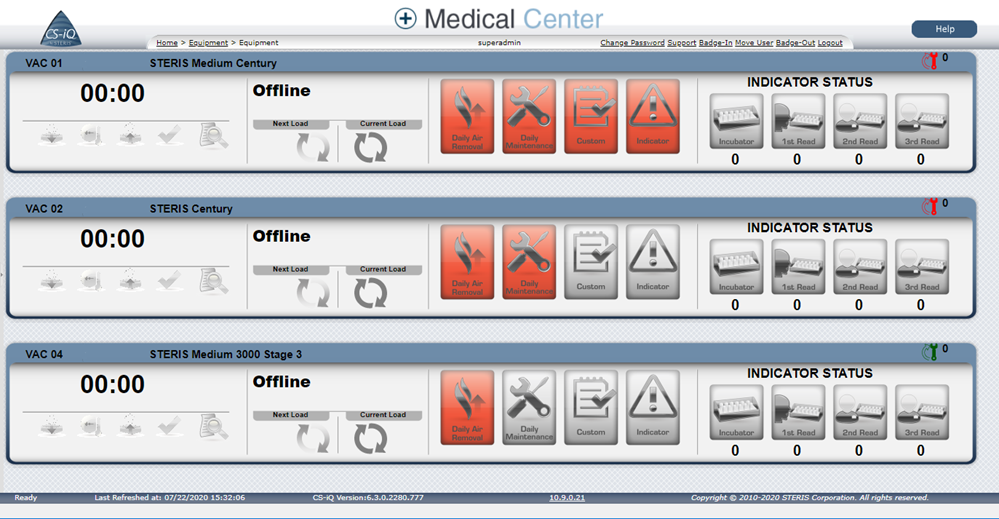 CS-iQ
STERIS
Medical Center
Help
Home > Equipment > Equipment
superadmin
Change Password Support Badge-In Move User Badge-Out Logout
VAC 01
STERIS Medium Century
0
00:00
Offline
Next Load
Current Load
Daily Air Removal
Daily Maintenance
Custom
Indicator
INDICATOR STATUS
Incubator
1st Read
2nd Read
3rd Read
0
0
0
0
VAC 02
STERIS Century
0
00:00
Offline
Next Load
Current Load
Daily Air Removal
Daily Maintenance
Custom
Indicator
INDICATOR STATUS
Incubator
1st Read
2nd Read
3rd Read
0
0
0
0
VAC 04
STERIS Medium 3000 Stage 3
0
00:00
Offline
Next Load
Current Load
Daily Air Removal
Daily Maintenance
Custom
Indicator
INDICATOR STATUS
Incubator
1st Read
2nd Read
3rd Read
0
0
0
0
Ready
Last Refreshed at: 07/22/2020 15:32:06
CS-iQ Version:6.3.0.2280.777
10.9.0.21
Copyright © 2010-2020 STERIS Corporation. All rights reserved.